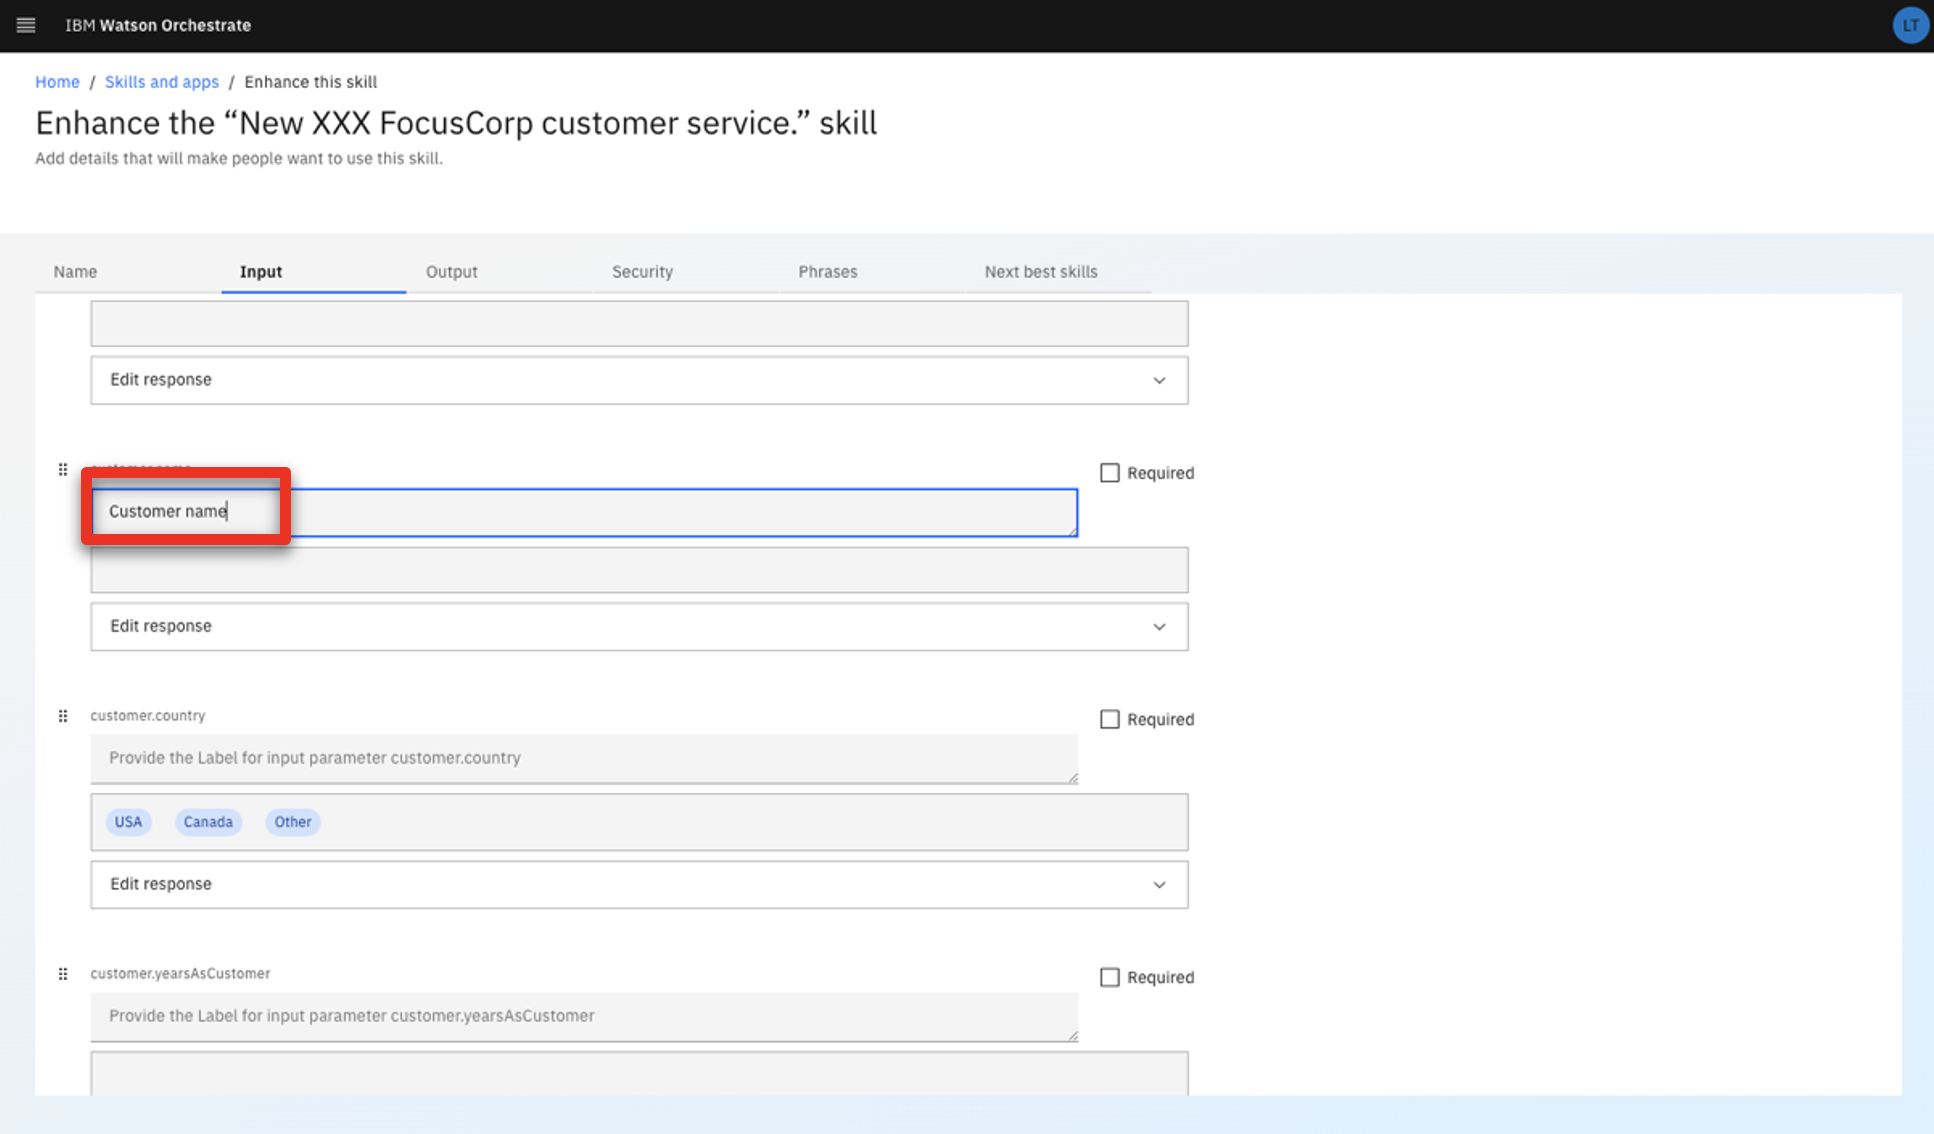 IBM Watson Orchestrate
LT
Home / Skills and apps / Enhance this skill
Enhance the “New XXX FocusCorp customer service.” skill
Add details that will make people want to use this skill.
Name Input Output Security Phrases Next best skills
Edit response
Required
Customer name
Edit response
customer.country
Required
Provide the Label for input parameter customer.country
USA Canada Other
Edit response
customer.yearsAsCustomer
Required
Provide the Label for input parameter customer.yearsAsCustomer